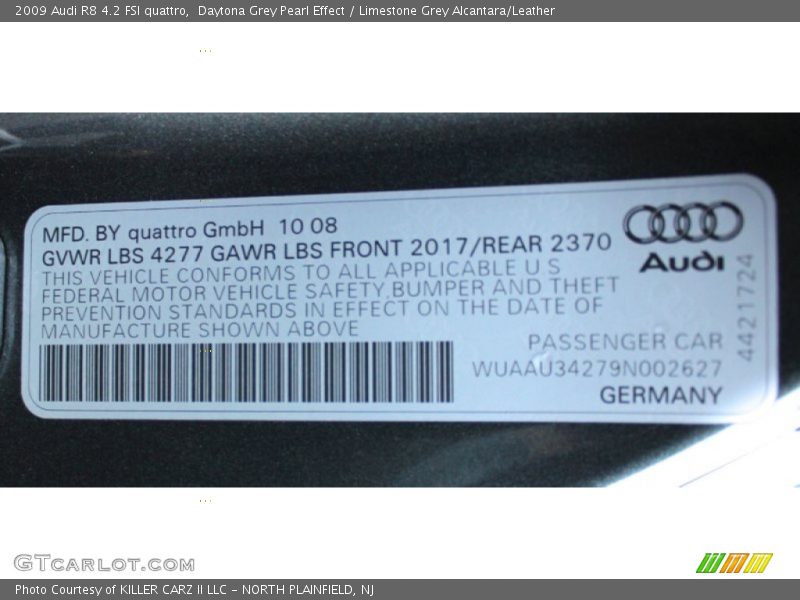 2009 Audi R8 4.2 FSI quattro,  Daytona Grey Pearl Effect / Limestone Grey Alcantara/Leather
MFD. BY quattro GmbH 10 08
GVWR LBS 4277 GAWR LBS FRONT 2017/REAR 2370
THIS VEHICLE CONFORMS TO ALL APPLICABLE U S
FEDERAL MOTOR VEHICLE SAFETY,BUMPER AND THEFT
PREVENTION STANDARDS IN EFFECT ON THE DATE OF
MANUFACTURE SHOWN ABOVE
Audi
4421724
PASSENGER CAR
WUAAU34279N002627
GERMANY
GTCARLOT.COM
Photo Courtesy of KILLER CARZ II LLC - NORTH PLAINFIELD, NJ